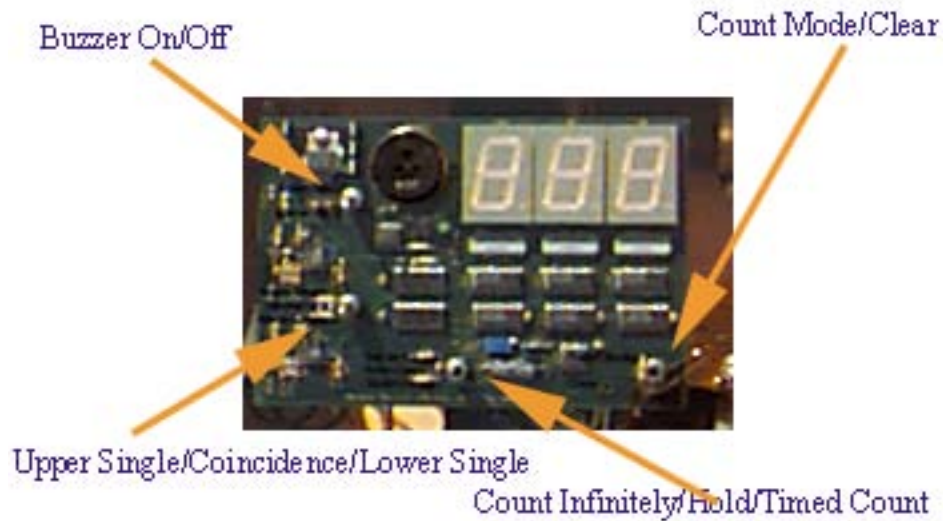 Buzzer On/Off
Count Mode/Clear
Upper Single/Coincidence/Lower Single
Count Infinitely/Hold/Timed Count